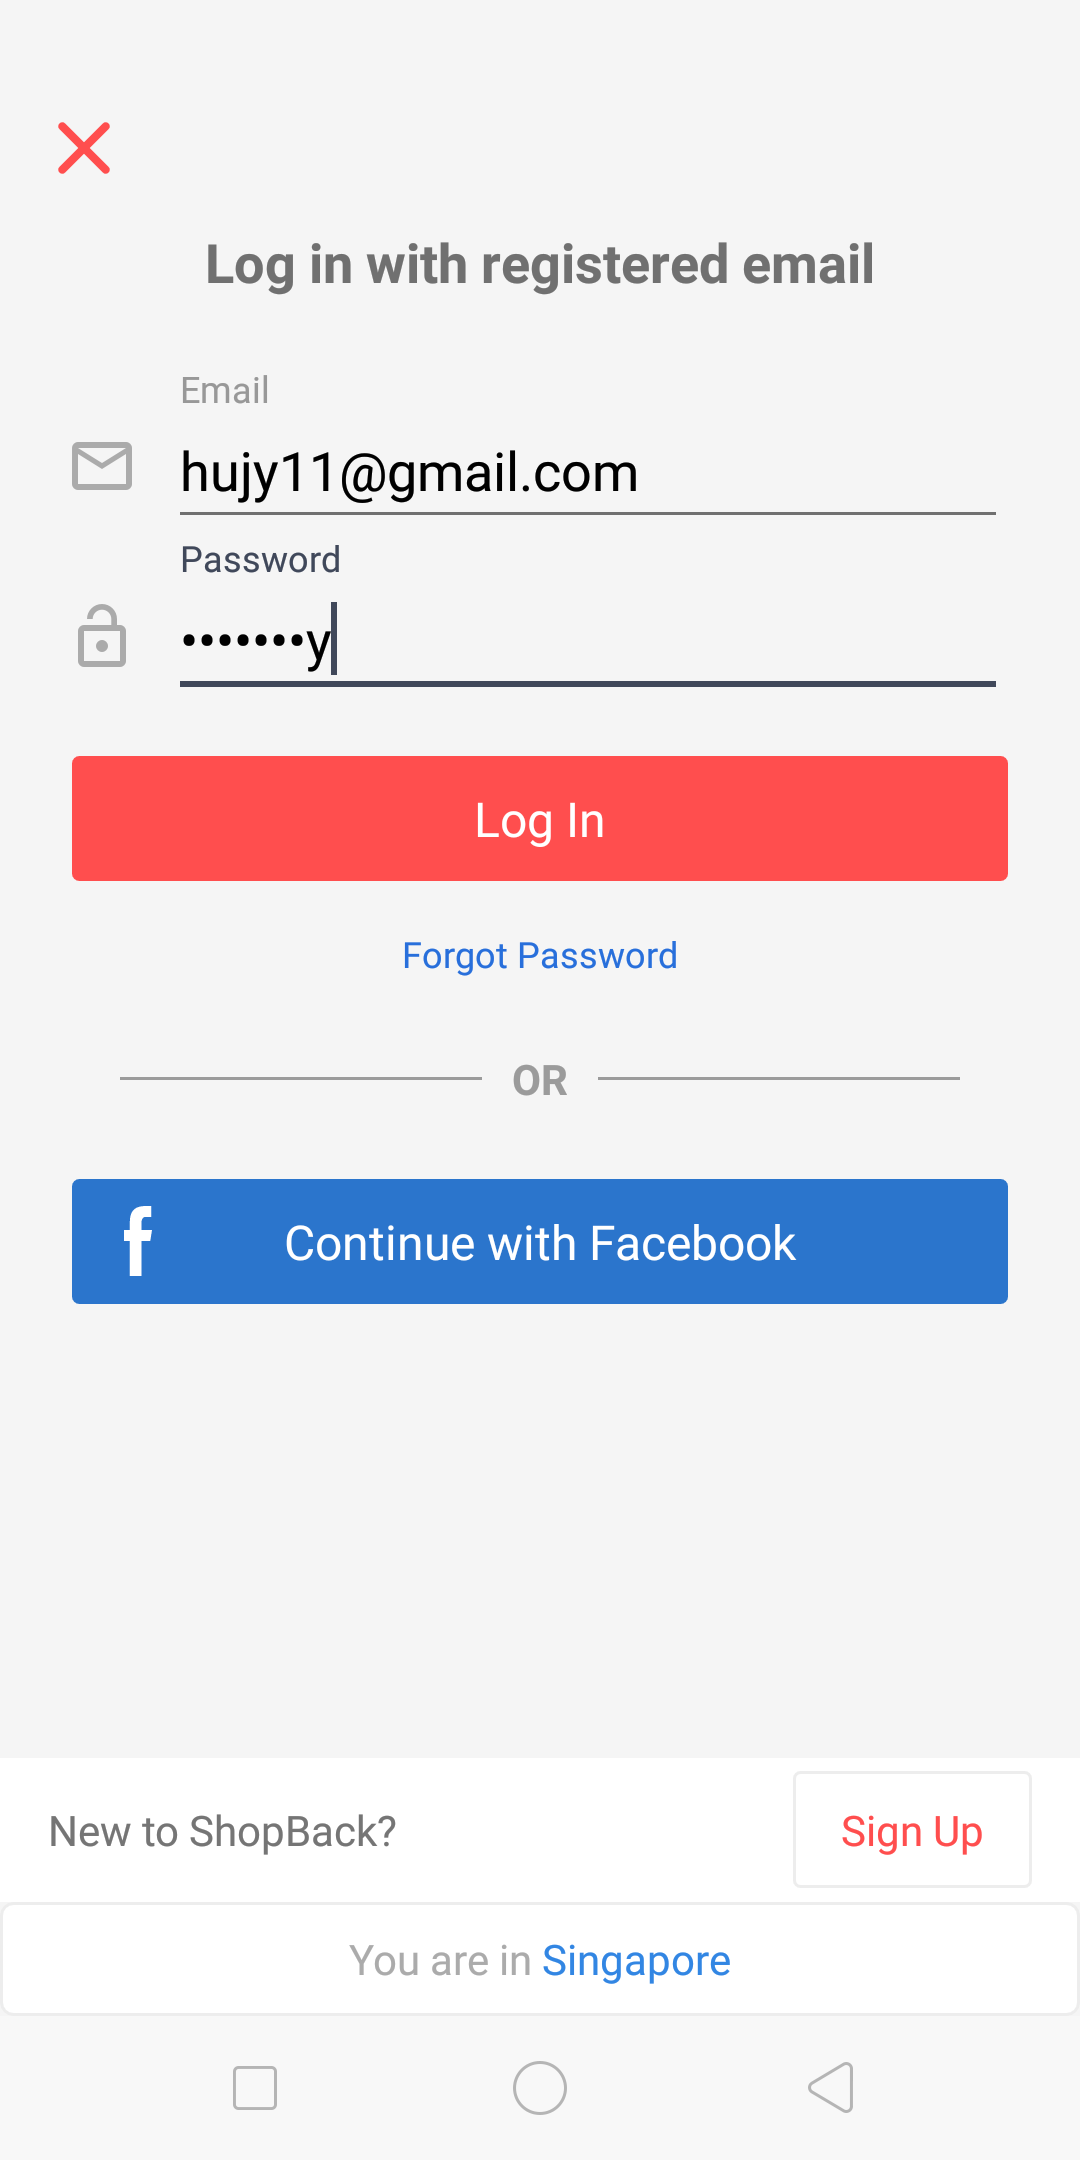 Log in with registered email
Email
hujy11@gmail.com
Password
•••••••y
Log In
Forgot Password
OR
f Continue with Facebook
New to ShopBack? Sign Up
You are in Singapore